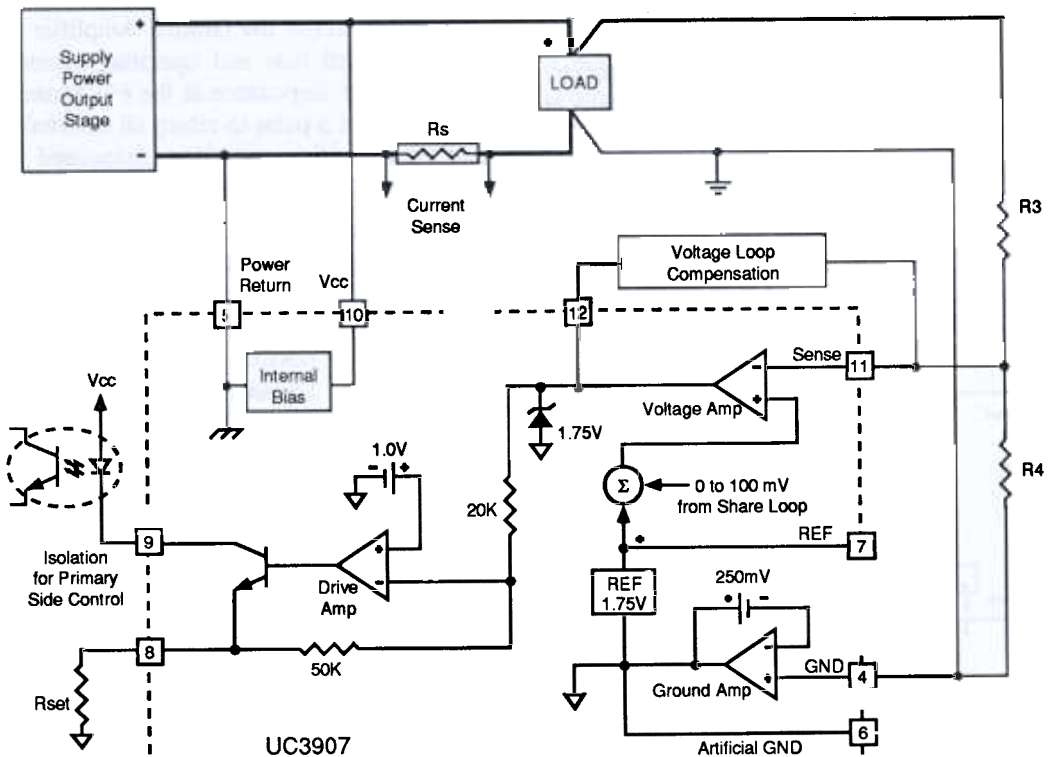 +
Supply
Power
Output
Stage
-
LOAD
Rs
Current
Sense
R3
Voltage Loop
Compensation
Power
Return
Vcc
5
10
12
Sense
11
Internal
Bias
Vcc
Voltage Amp
1.75V
R4
1.0V
- +
Σ
0 to 100 mV
from Share Loop
20K
REF
7
9
Isolation
for Primary
Side Control
+
-
Drive
Amp
REF
1.75V
250mV
-
8
50K
GND
4
Ground Amp
-
+
Rset
6
Artificial GND
UC3907